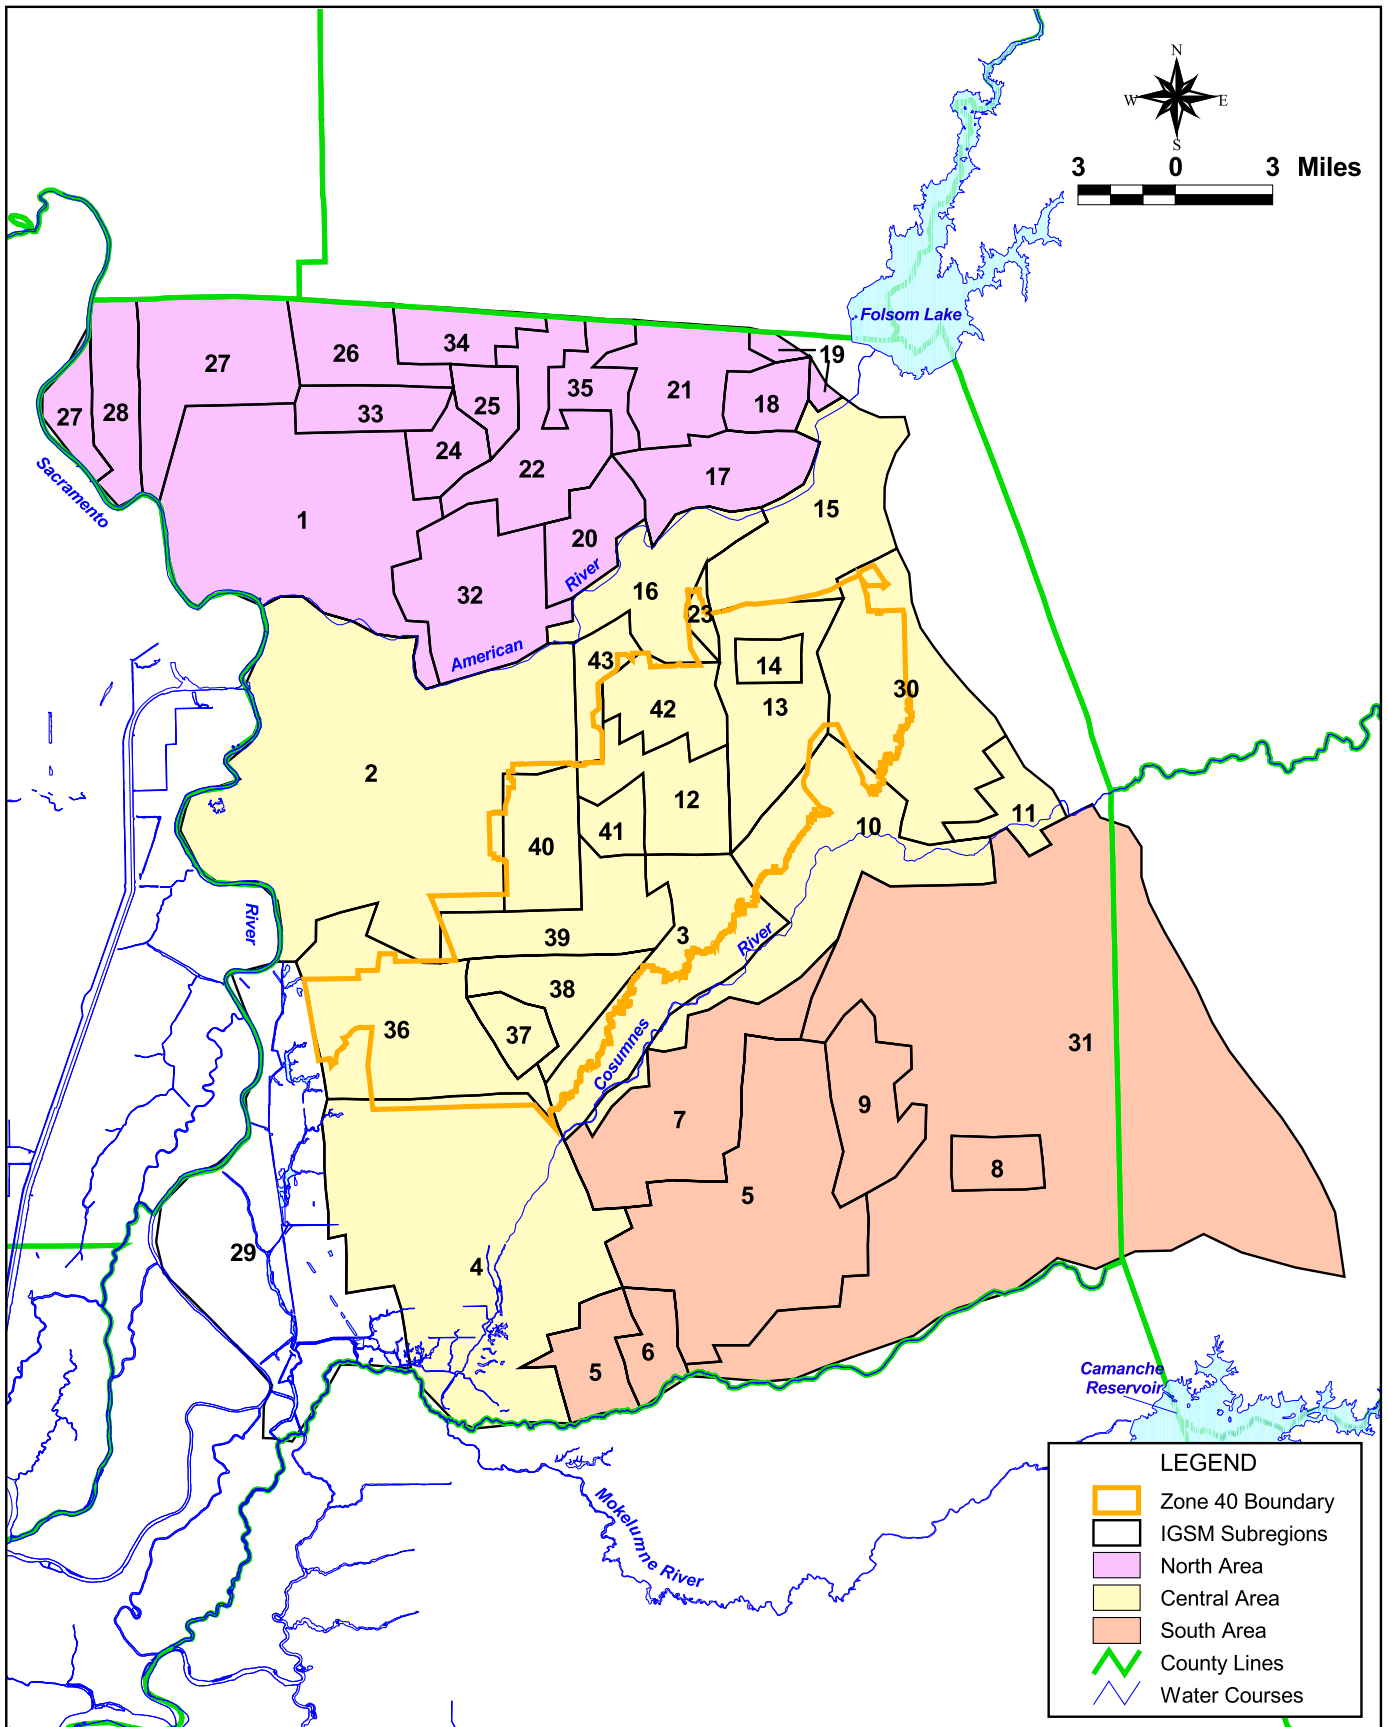 N
W E
S
3 0 3 Miles
Folsom Lake
19
34
26
27
35
21
18
25
27
28
33
24
22
17
Sacramento
1
15
20
River
32
16
23
American
43
14
30
42
13
2
12
11
10
41
40
River
39
3
River
38
36
37
31
Cosumnes
9
7
8
5
29
4
6
5
Camanche
Reservoir
Mokelumne River
LEGEND
Zone 40 Boundary
IGSM Subregions
North Area
Central Area
South Area
County Lines
Water Courses